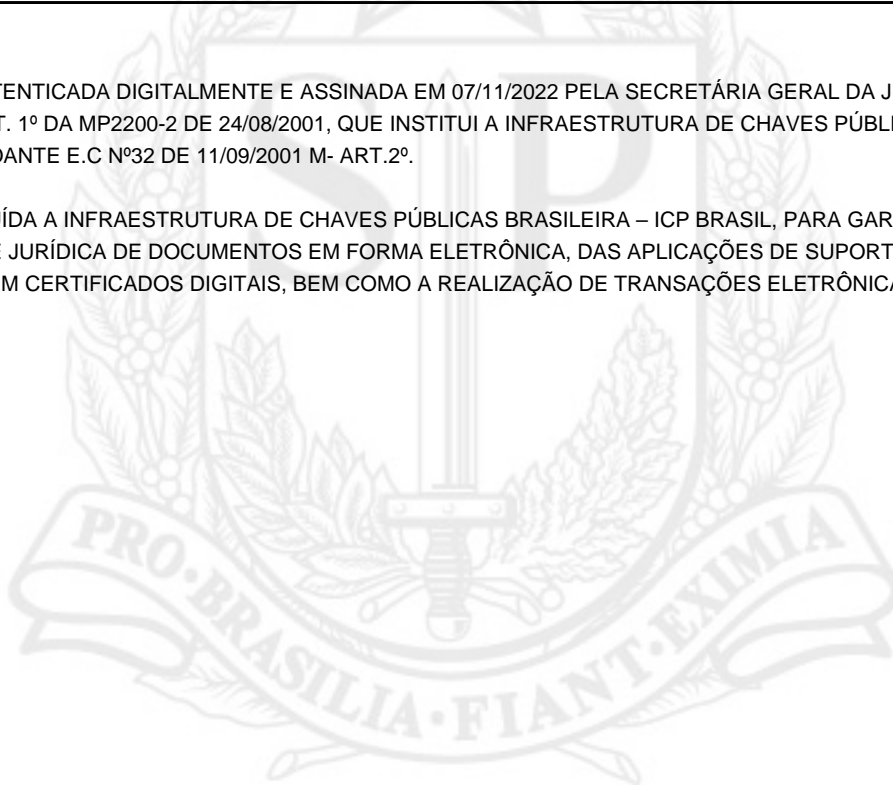 TENTICADA DIGITALMENTE E ASSINADA EM 07/11/2022 PELA SECRETÁRIA GERAL DA J
T. 1º DA MP2200-2 DE 24/08/2001, QUE INSTITUI A INFRAESTRUTURA DE CHAVES PÚBL
DANTE E.C Nº32 DE 11/09/2001 M- ART.2º.
UÍDA A INFRAESTRUTURA DE CHAVES PÚBLICAS BRASILEIRA – ICP BRASIL, PARA GAR
E JURÍDICA DE DOCUMENTOS EM FORMA ELETRÔNICA, DAS APLICAÇÕES DE SUPORT
M CERTIFICADOS DIGITAIS, BEM COMO A REALIZAÇÃO DE TRANSAÇÕES ELETRÔNICA
SP
PRO·BRASILIA·FIANT·EXIMIA